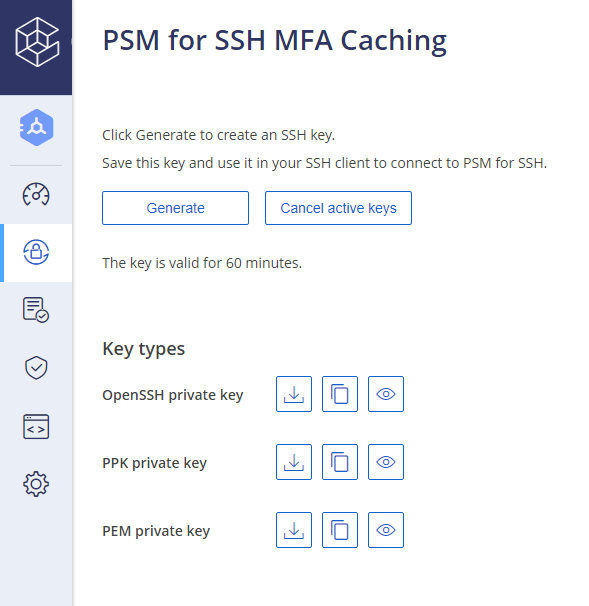 PSM for SSH MFA Caching
Click Generate to create an SSH key.
Save this key and use it in your SSH client to connect to PSM for SSH.
Generate
Cancel active keys
The key is valid for 60 minutes.
Key types
OpenSSH private key
PPK private key
PEM private key